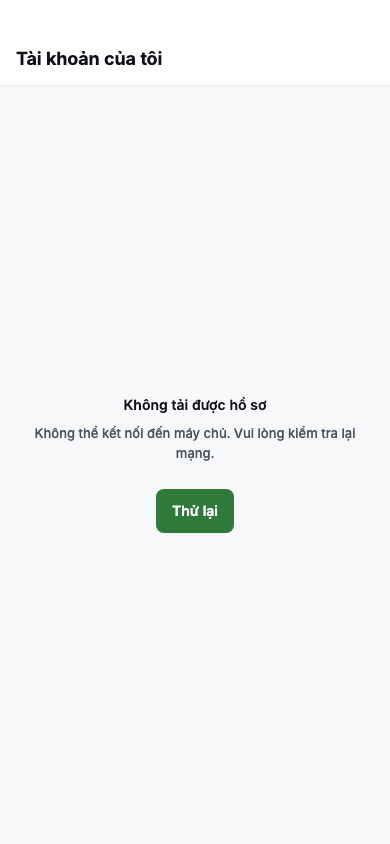 Tài khoản của tôi
Không tải được hồ sơ
Không thể kết nối đến máy chủ. Vui lòng kiểm tra lại
mạng.
Thử lại